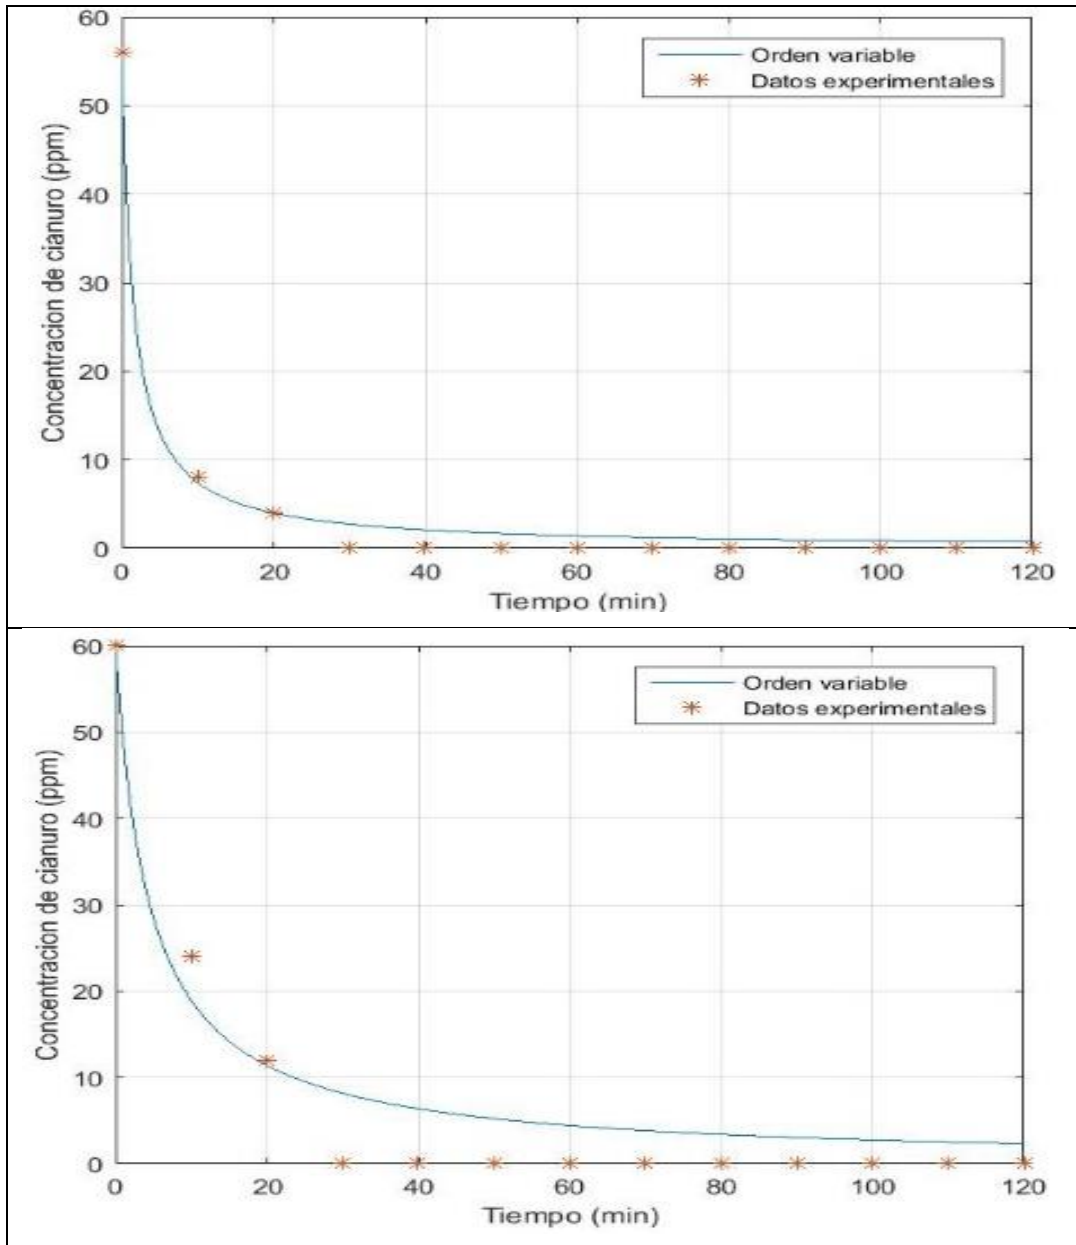 60
50
40
30
20
10
0
Concentracion de cianuro (ppm)
Orden variable
Datos experimentales
0 20 40 60 80 100 120
Tiempo (min)
60
50
40
30
20
10
0
Concentracion de cianuro (ppm)
Orden variable
Datos experimentales
0 20 40 60 80 100 120
Tiempo (min)